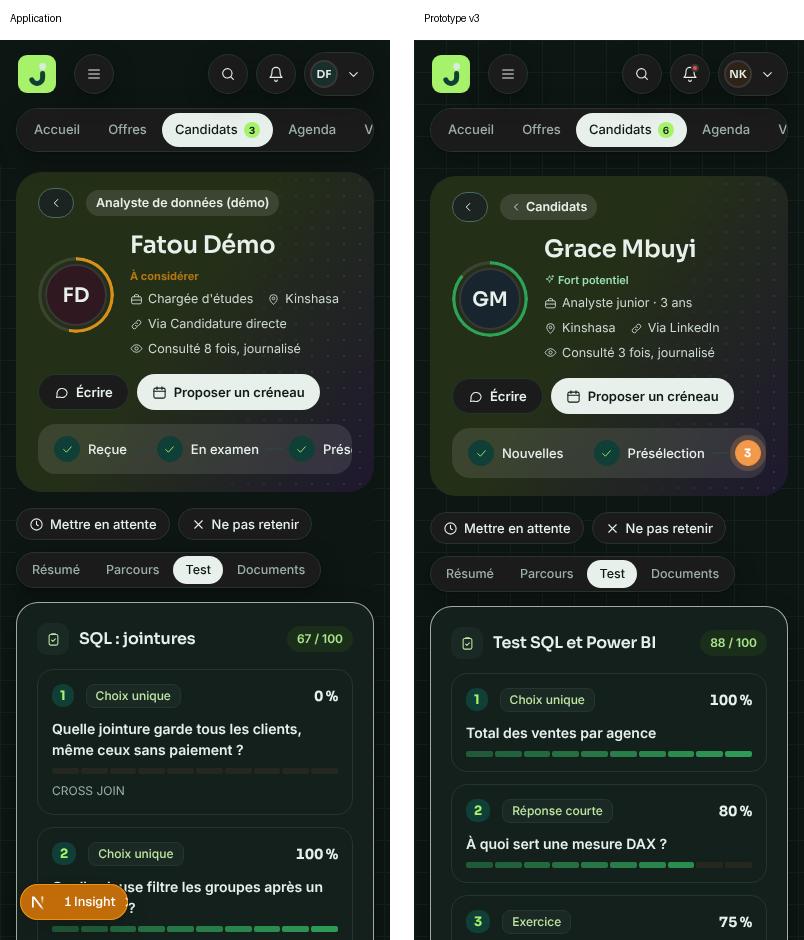 Application
DF
Accueil Offres Candidats 3 Agenda V
Analyste de données (démo)
Fatou Démo
À considérer
FD
Chargée d'études Kinshasa
Via Candidature directe
Consulté 8 fois, journalisé
Écrire Proposer un créneau
Reçue En examen
Mettre en attente Ne pas retenir
Résumé Parcours Test Documents
SQL : jointures 67 / 100
1 Choix unique 0 %
Quelle jointure garde tous les clients,
même ceux sans paiement ?
CROSS JOIN
2 Choix unique 100 %
use filtre les groupes après un
?
N 1 Insight
Prototype v3
NK
Accueil Offres Candidats 6 Agenda V
Candidats
Grace Mbuyi
Fort potentiel
GM
Analyste junior · 3 ans
Kinshasa Via LinkedIn
Consulté 3 fois, journalisé
Écrire Proposer un créneau
Nouvelles Présélection 3
Mettre en attente Ne pas retenir
Résumé Parcours Test Documents
Test SQL et Power BI 88 / 100
1 Choix unique 100 %
Total des ventes par agence
2 Réponse courte 80 %
À quoi sert une mesure DAX ?
3 Exercice 75 %